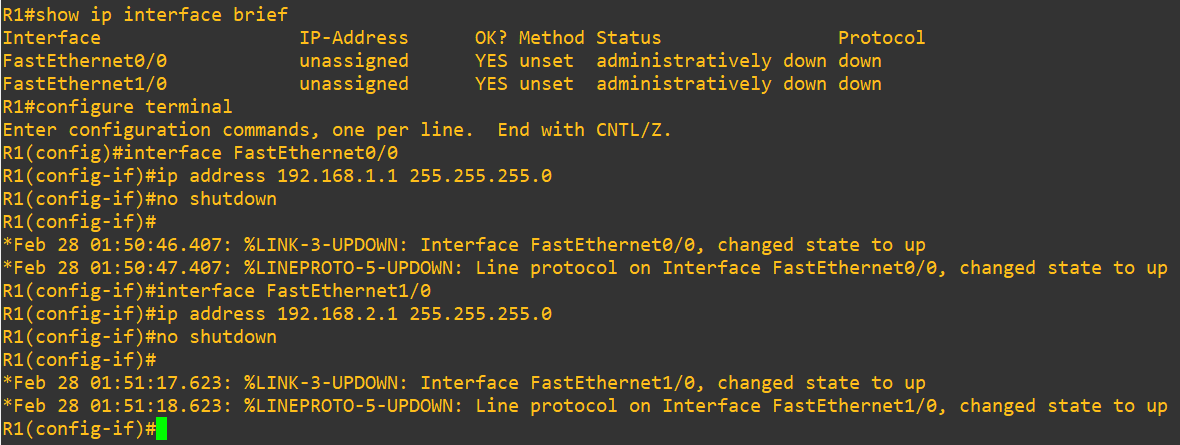 R1#show ip interface brief
Interface                  IP-Address      OK? Method Status                Protocol
FastEthernet0/0            unassigned      YES unset  administratively down down
FastEthernet1/0            unassigned      YES unset  administratively down down
R1#configure terminal
Enter configuration commands, one per line.  End with CNTL/Z.
R1(config)#interface FastEthernet0/0
R1(config-if)#ip address 192.168.1.1 255.255.255.0
R1(config-if)#no shutdown
R1(config-if)#
*Feb 28 01:50:46.407: %LINK-3-UPDOWN: Interface FastEthernet0/0, changed state to up
*Feb 28 01:50:47.407: %LINEPROTO-5-UPDOWN: Line protocol on Interface FastEthernet0/0, changed state to up
R1(config-if)#interface FastEthernet1/0
R1(config-if)#ip address 192.168.2.1 255.255.255.0
R1(config-if)#no shutdown
R1(config-if)#
*Feb 28 01:51:17.623: %LINK-3-UPDOWN: Interface FastEthernet1/0, changed state to up
*Feb 28 01:51:18.623: %LINEPROTO-5-UPDOWN: Line protocol on Interface FastEthernet1/0, changed state to up
R1(config-if)#